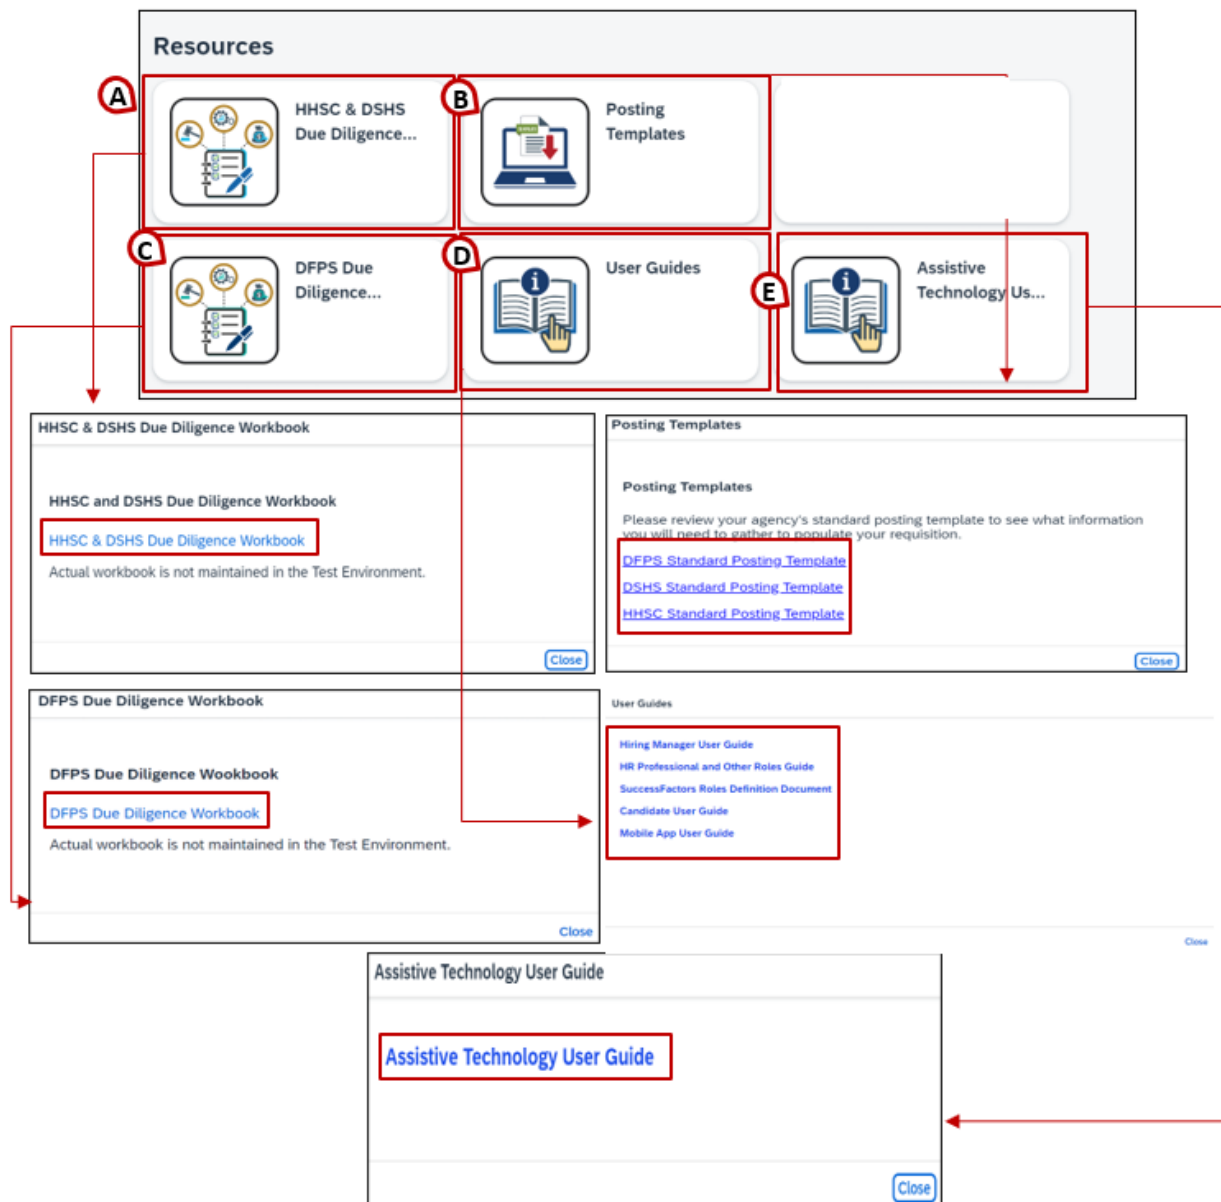 Resources
A
HHSC & DSHS
Due Diligence...
B
Posting
Templates
C
DFPS Due
Diligence...
D
User Guides
E
Assistive
Technology Us...
HHSC & DSHS Due Diligence Workbook
HHSC and DSHS Due Diligence Workbook
HHSC & DSHS Due Diligence Workbook
Actual workbook is not maintained in the Test Environment.
Close
Posting Templates
Posting Templates
Please review your agency's standard posting template to see what information
you will need to gather to populate your requisition.
DFPS Standard Posting Template
DSHS Standard Posting Template
HHSC Standard Posting Template
Close
DFPS Due Diligence Workbook
DFPS Due Diligence Wookbook
DFPS Due Diligence Workbook
Actual workbook is not maintained in the Test Environment.
Close
User Guides
Hiring Manager User Guide
HR Professional and Other Roles Guide
SuccessFactors Roles Definition Document
Candidate User Guide
Mobile App User Guide
Close
Assistive Technology User Guide
Assistive Technology User Guide
Close